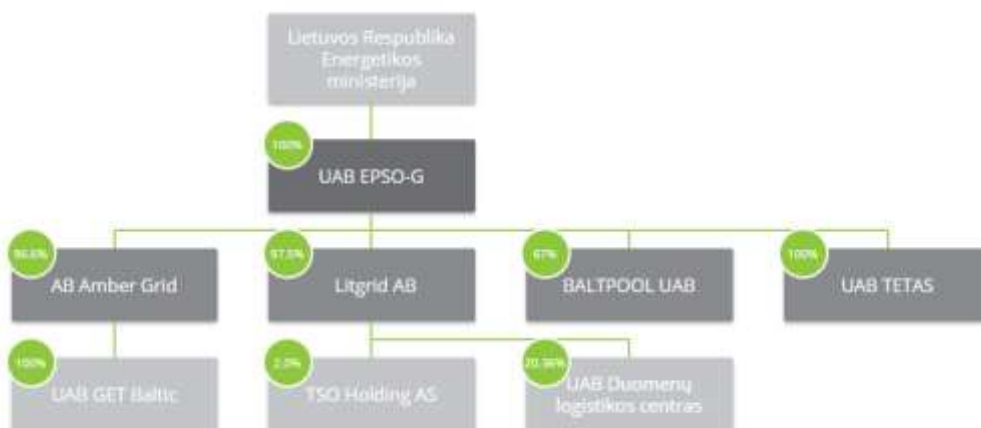 Lietuvos Respublika
Energetikos
ministerija
100%
UAB EPSO-G
96.6%
AB Amber Grid
97.5%
Litgrid AB
67%
BALTPOOL UAB
100%
UAB TETAS
100%
UAB GET Baltic
2.0%
TSO Holding AS
20.36%
UAB Duomenų
logistikos centras